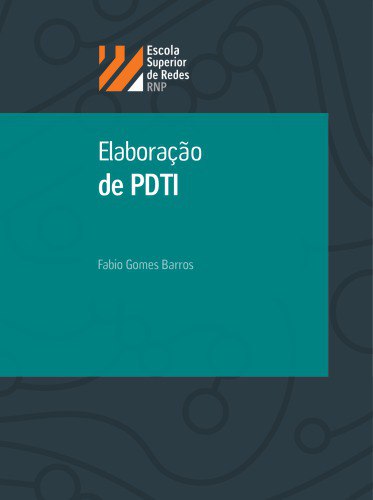 Escola
Superior
de Redes
RNP
Elaboração
de PDTI
Fabio Gomes Barros